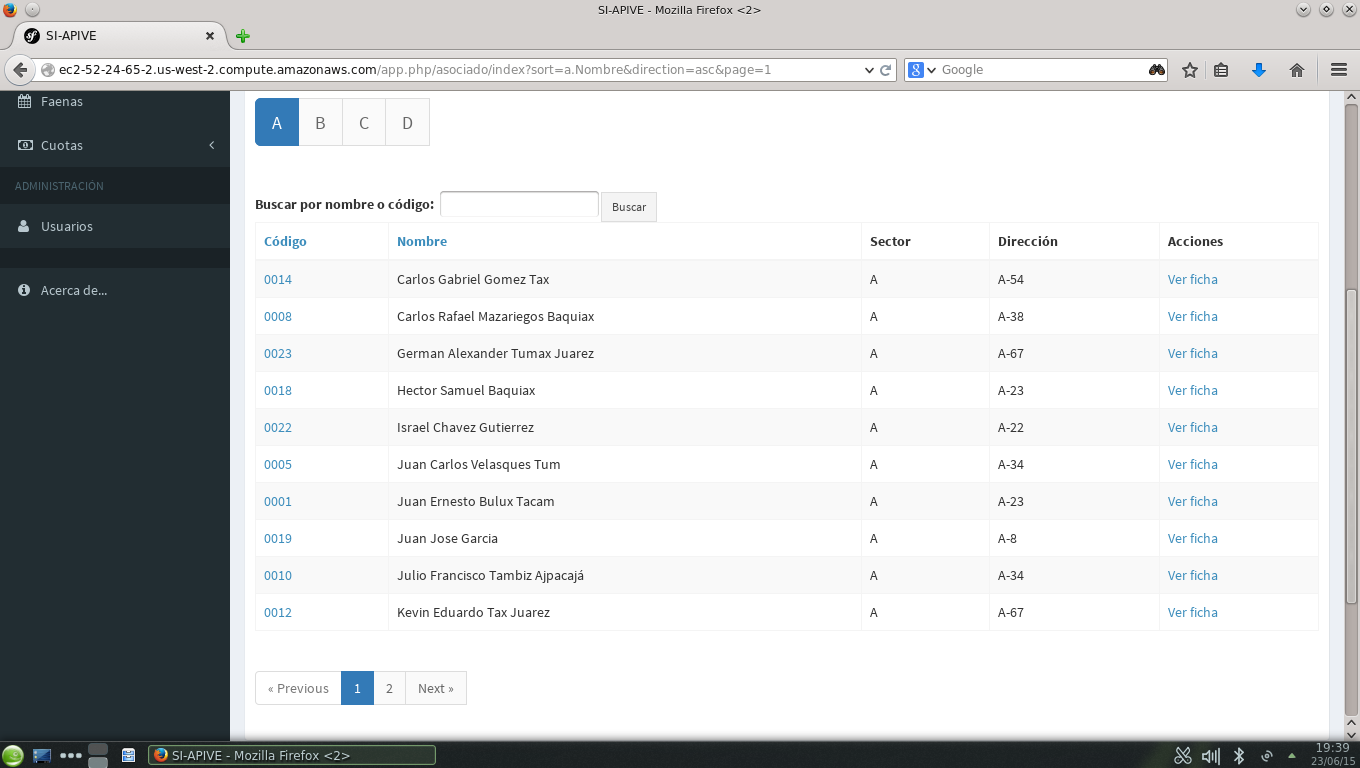 SI-APIVE - Mozilla Firefox <2>
SI-APIVE
ec2-52-24-65-2.us-west-2.compute.amazonaws.com/app.php/asociado/index?sort=a.Nombre&direction=asc&page=1
Google
Faenas
Cuotas
ADMINISTRACIÓN
Usuarios
Acerca de...
A B C D
Buscar por nombre o código: Buscar
Código Nombre Sector Dirección Acciones
0014 Carlos Gabriel Gomez Tax A A-54 Ver ficha
0008 Carlos Rafael Mazariegos Baquiax A A-38 Ver ficha
0023 German Alexander Tumax Juarez A A-67 Ver ficha
0018 Hector Samuel Baquiax A A-23 Ver ficha
0022 Israel Chavez Gutierrez A A-22 Ver ficha
0005 Juan Carlos Velasques Tum A A-34 Ver ficha
0001 Juan Ernesto Bulux Tacam A A-23 Ver ficha
0019 Juan Jose Garcia A A-8 Ver ficha
0010 Julio Francisco Tambiz Ajpacajá A A-34 Ver ficha
0012 Kevin Eduardo Tax Juarez A A-67 Ver ficha
« Previous 1 2 Next »
SI-APIVE - Mozilla Firefox <2>
19:39
23/06/15